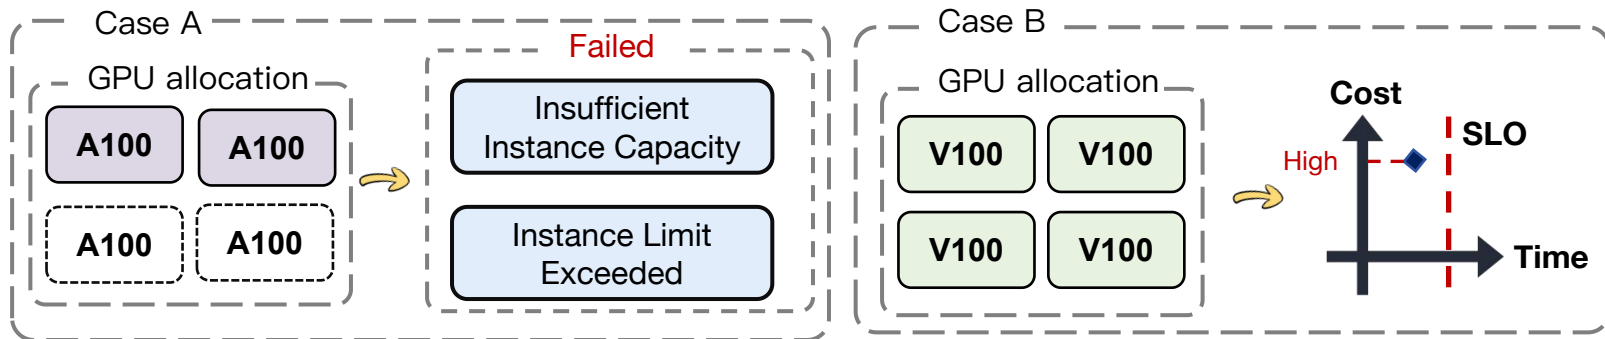 Case A
GPU allocation
A100
A100
A100
A100
Failed
Insufficient
Instance Capacity
Instance Limit
Exceeded
Case B
GPU allocation
V100
V100
V100
V100
Cost
High
SLO
Time